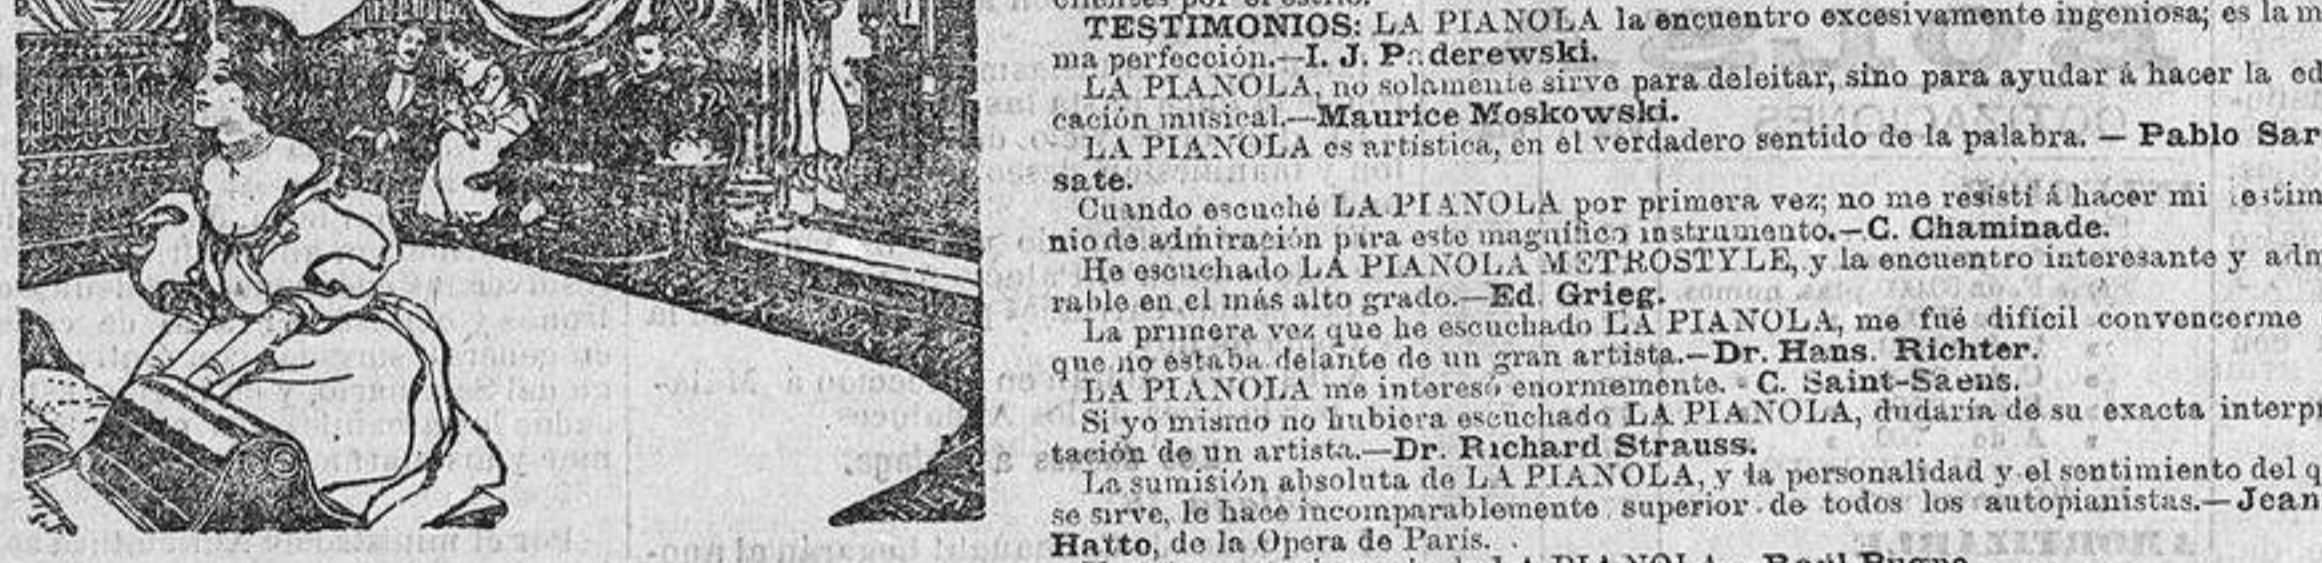 TESTIMONIOS: LA PIANOLA la encuentro excesivamente ingeniosa; es la m
ma perfección.—I. J. Paderewski.
LA PIANOLA, no solamente sirve para deleitar, sino para ayudar á hacer la ed
cación musical.—Maurice Moskowski.
LA PIANOLA es artística, en el verdadero sentido de la palabra. — Pablo Sar
sate.
Cuando escuché LA PIANOLA por primera vez; no me resistí á hacer mi testim
nio de admiración para este magnífico instrumento.—C. Chaminade.
He escuchado LA PIANOLA METROSTYLE, y la encuentro interesante y adm
rable en el más alto grado.—Ed. Grieg.
La primera vez que he escuchado LA PIANOLA, me fué difícil convencerme
que no estaba delante de un gran artista.—Dr. Hans. Richter.
LA PIANOLA me interesó enormemente. - C. Saint-Saens.
Si yo mismo no hubiera escuchado LA PIANOLA, dudaría de su exacta interp
tación de un artista.—Dr. Richard Strauss.
La sumisión absoluta de LA PIANOLA, y la personalidad y el sentimiento del q
se sirve, le hace incomparablemente superior de todos los autopianistas.—Jean
Hatto, de la Opera de París.